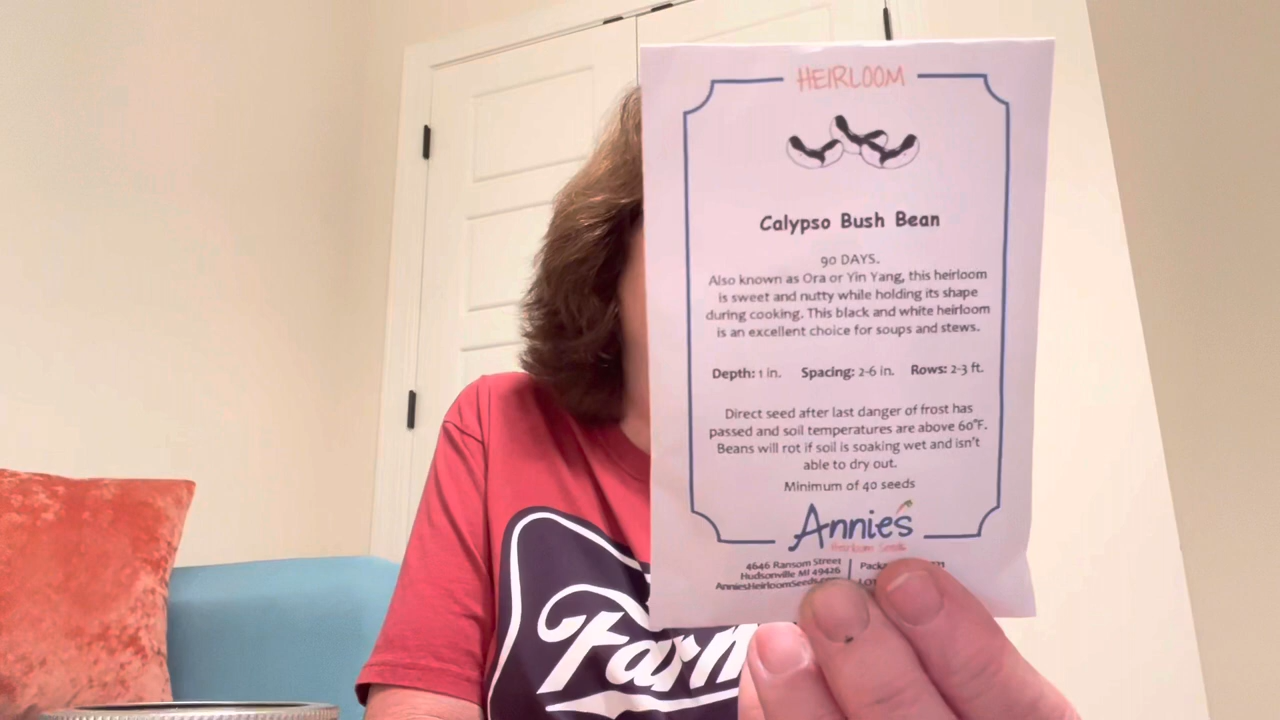 HEIRLOOM
Calypso Bush Bean
90 DAYS.
Also known as Ora or Yin Yang, this heirloom
is sweet and nutty while holding its shape
during cooking. This black and white heirloom
is an excellent choice for soups and stews.
Depth: 1 in. Spacing: 2-6 in. Rows: 2-3 ft.
Direct seed after last danger of frost has
passed and soil temperatures are above 60°F.
Beans will rot if soil is soaking wet and isn't
able to dry out.
Minimum of 40 seeds
Annie's
Heirloom Seeds
4646 Ransom Street
Hudsonville MI 49426
AnniesHeirloomSeeds
Farm